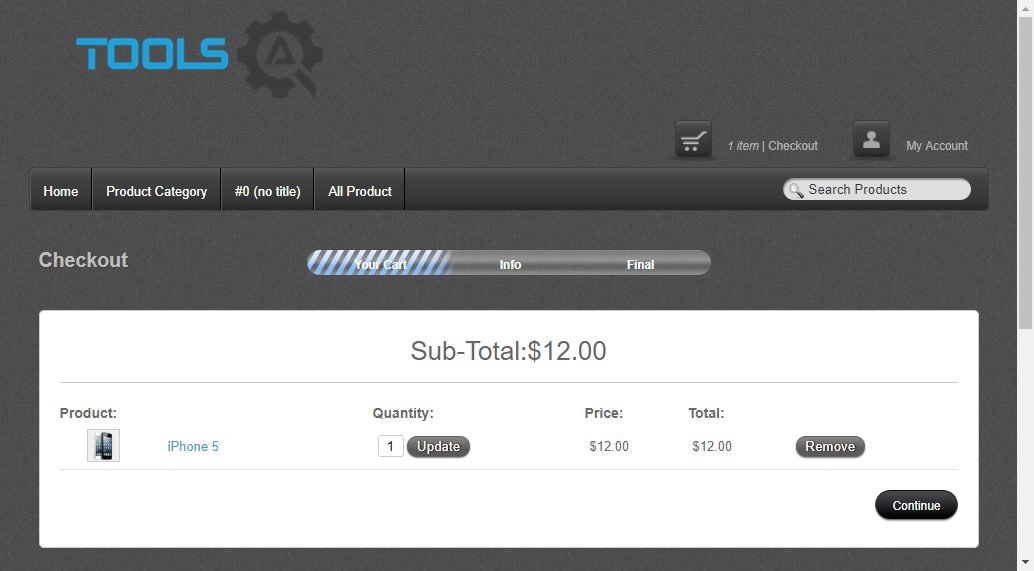 TOOLS QA
1 item | Checkout
My Account
Home
Product Category
#0 (no title)
All Product
Search Products
Checkout
Your Cart
Info
Final
Sub-Total:$12.00
Product:
Quantity:
Price:
Total:
iPhone 5
1
Update
$12.00
$12.00
Remove
Continue